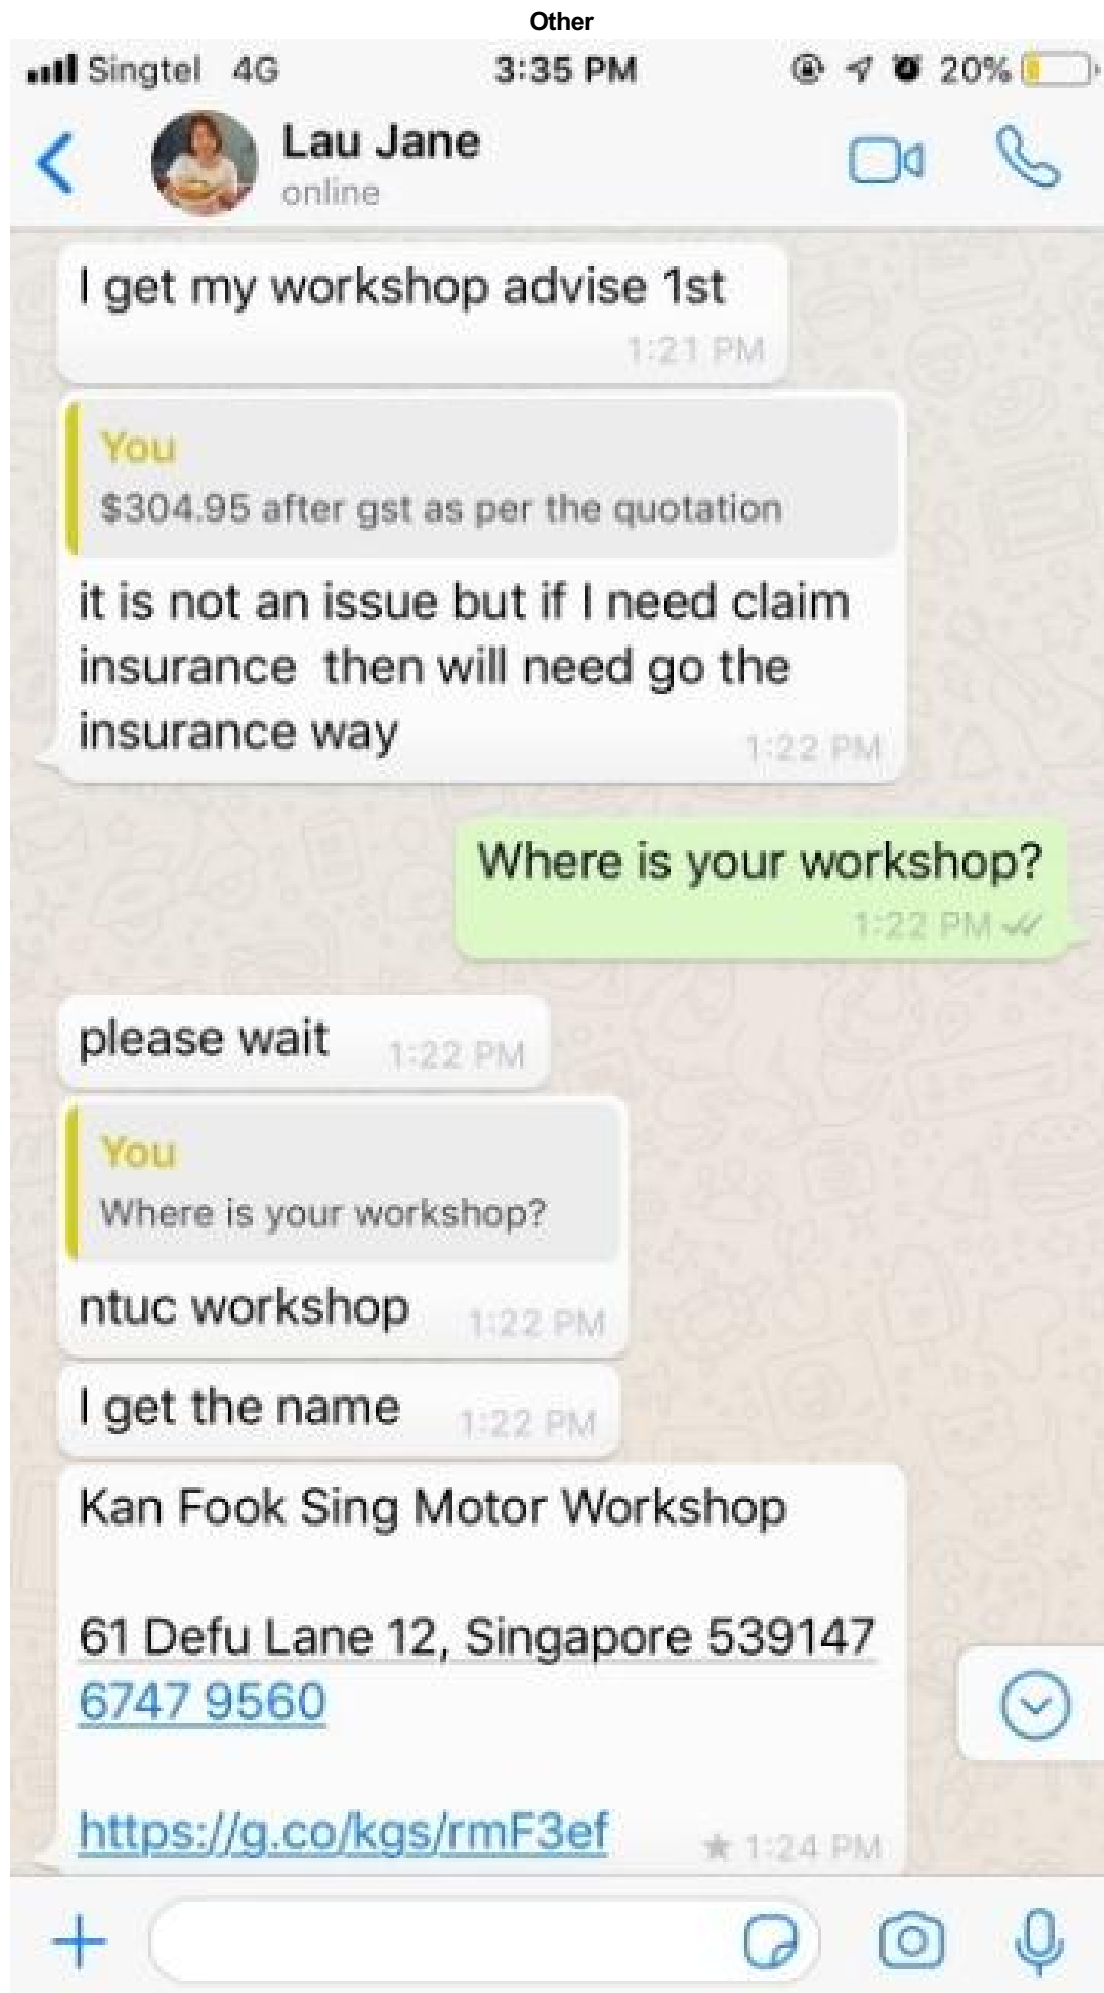 Other
Singtel 4G 3:35 PM 20%
Lau Jane
online
I get my workshop advise 1st
1:21 PM
You
$304.95 after gst as per the quotation
it is not an issue but if I need claim
insurance  then will need go the
insurance way
1:22 PM
Where is your workshop?
1:22 PM
please wait 1:22 PM
You
Where is your workshop?
ntuc workshop 1:22 PM
I get the name 1:22 PM
Kan Fook Sing Motor Workshop
61 Defu Lane 12, Singapore 539147
6747 9560
https://g.co/kgs/rmF3ef 1:24 PM